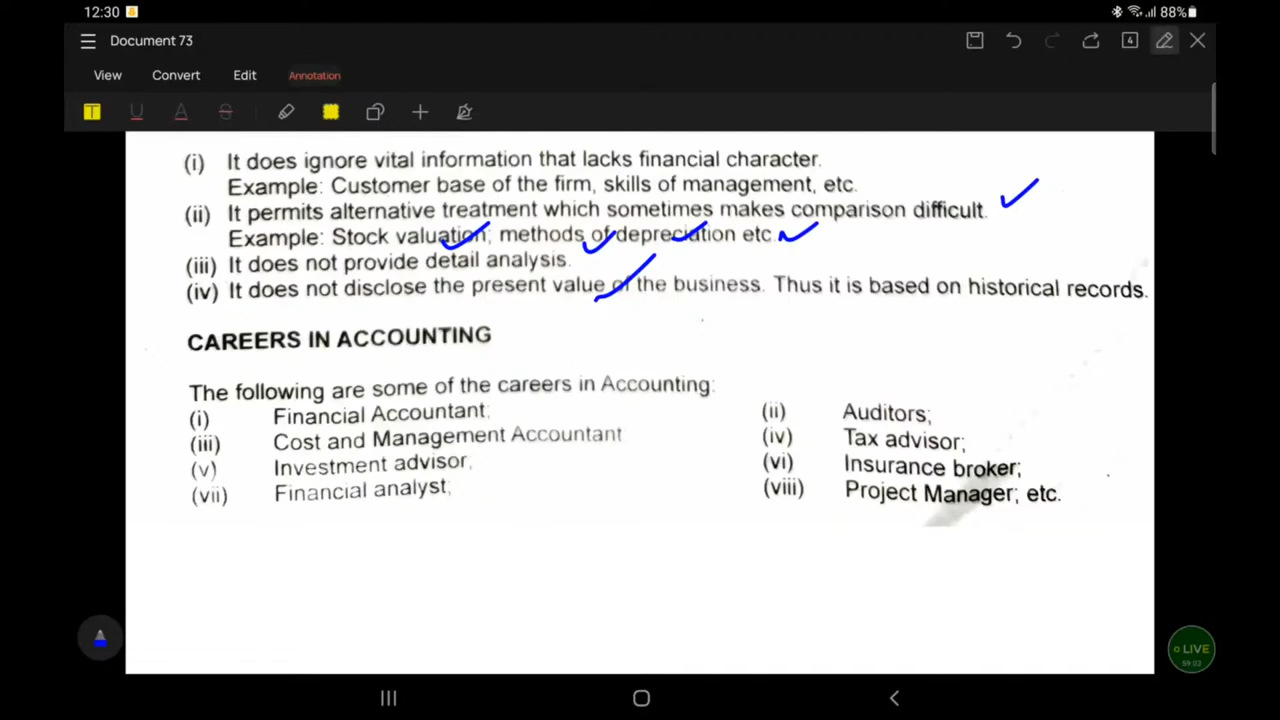 12:30
88%
Document 73
4
View Convert Edit Annotation
T U A S
(i) It does ignore vital information that lacks financial character.
Example: Customer base of the firm, skills of management, etc.
(ii) It permits alternative treatment which sometimes makes comparison difficult.
Example: Stock valuation; methods of depreciation etc.
(iii) It does not provide detail analysis.
(iv) It does not disclose the present value of the business. Thus it is based on historical records.
CAREERS IN ACCOUNTING
The following are some of the careers in Accounting:
(i) Financial Accountant; (ii) Auditors;
(iii) Cost and Management Accountant (iv) Tax advisor;
(v) Investment advisor; (vi) Insurance broker;
(vii) Financial analyst; (viii) Project Manager; etc.
LIVE
59:02